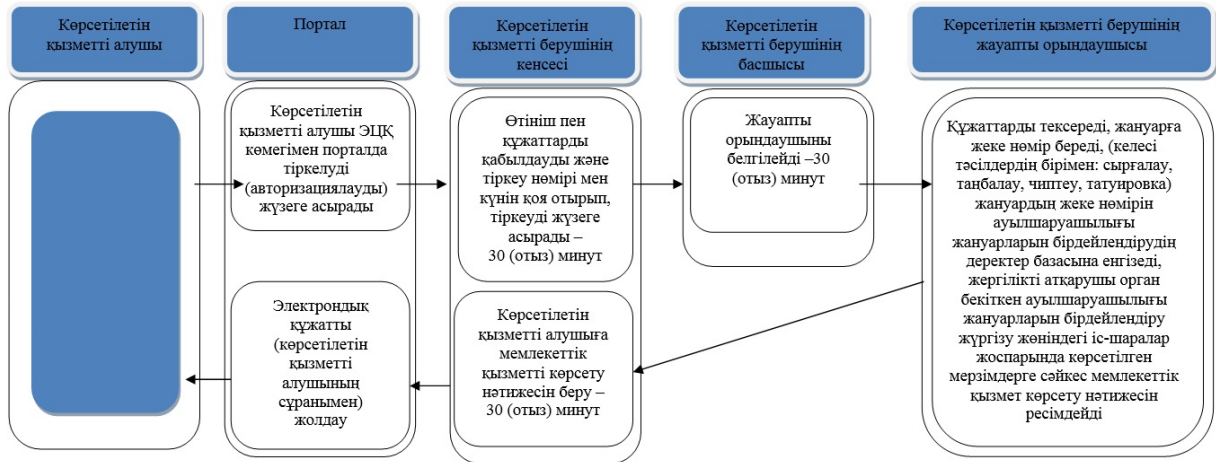 Көрсетілетін
қызметті алушы
Портал
Көрсетілетін
қызметті берушінің
кеңсесі
Көрсетілетін
қызметті берушінің
басшысы
Көрсетілетін қызметті берушінің
жауапты орындаушысы
Көрсетілетін
қызметті алушы ЭЦҚ
көмегімен порталда
тіркелуді
(авторизациялауды)
жүзеге асырады
Өтініш пен
құжаттарды
қабылдауды және
тіркеу нөмірі мен
күнін қоя отырып,
тіркеуді жүзеге
асырады –
30 (отыз) минут
Жауапты
орындаушыны
белгілейді –30
(отыз) минут
Құжаттарды тексереді, жануарға
жеке нөмір береді, (келесі
тәсілдердің бірімен: сырғалау,
таңбалау, чиптеу, татуировка)
жануардың жеке нөмірін
ауылшаруашылығы
жануарларын бірдейлендірудің
деректер базасына енгізеді,
жергілікті атқарушы орган
бекіткен ауылшаруашылығы
жануарларын бірдейлендіру
жүргізу жөніндегі іс-шаралар
жоспарында көрсетілген
мерзімдерге сәйкес мемлекеттік
қызмет көрсету нәтижесін
ресімдейді
Электрондық
құжатты
(көрсетілетін
қызметті
алушының
сұранымен)
жолдау
Көрсетілетін
қызметті алушыға
мемлекеттік
қызметті көрсету
нәтижесін беру –
30 (отыз) минут